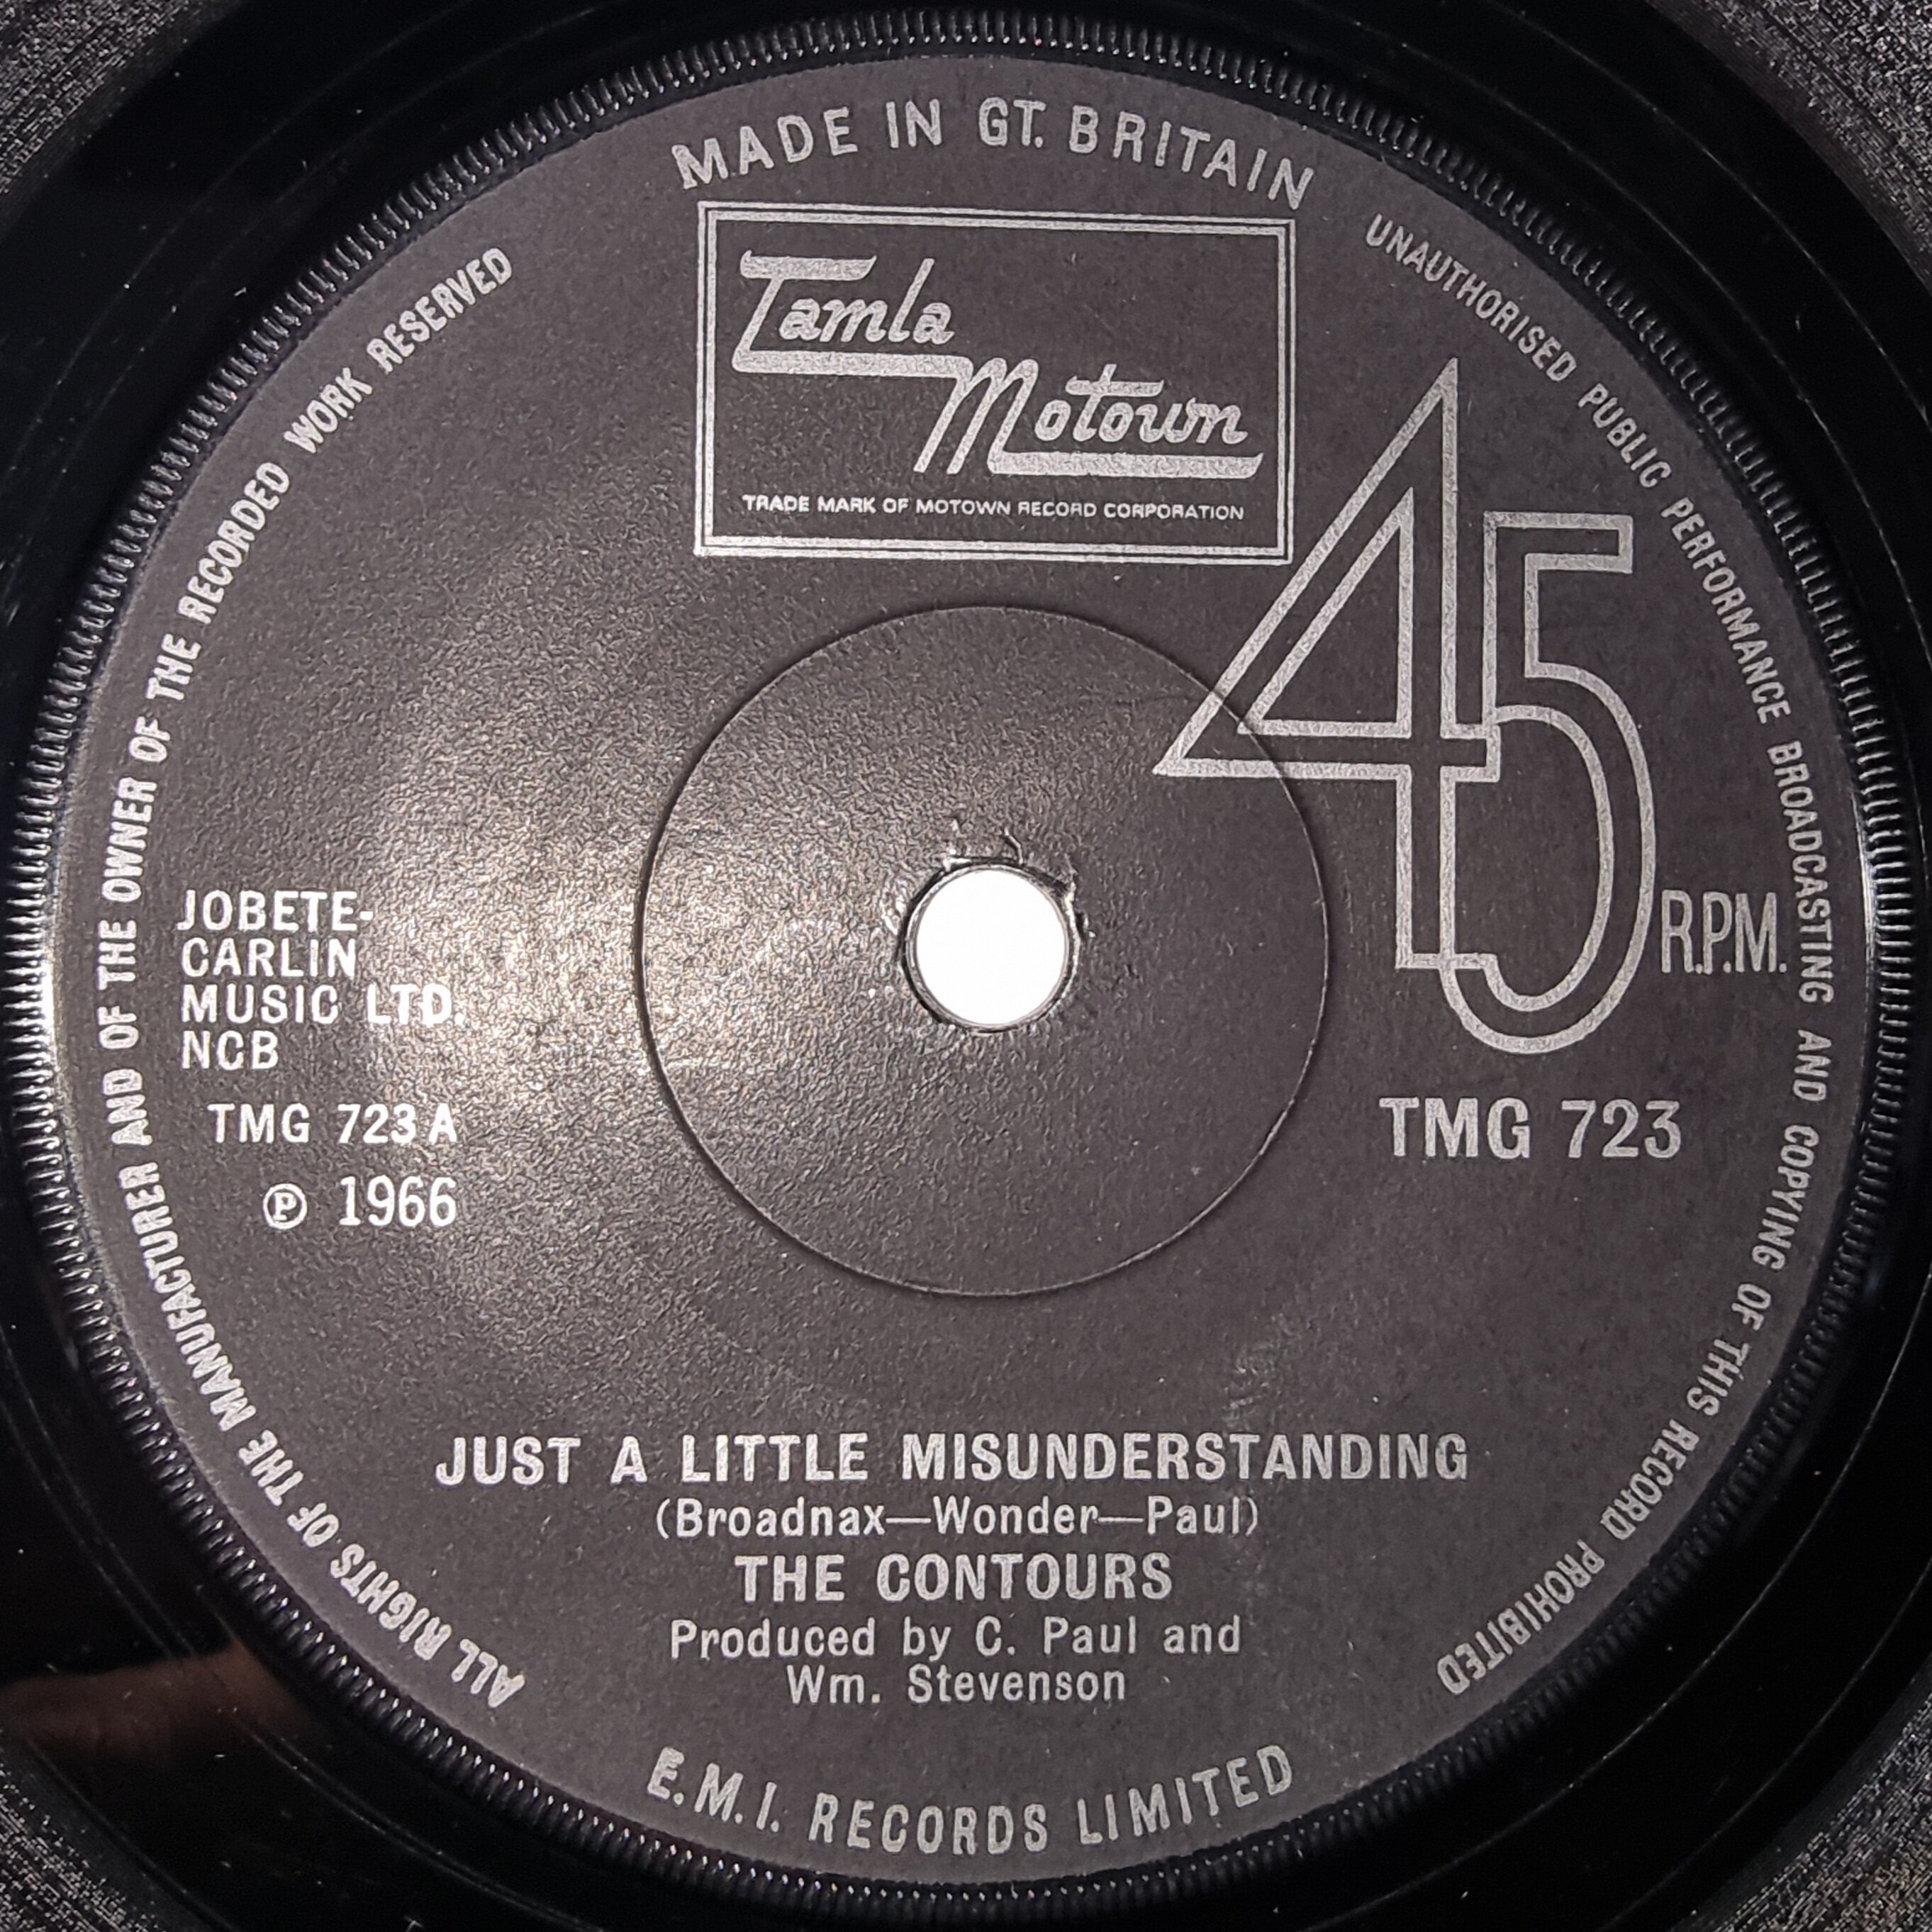 MADE IN GT. BRITAIN
Tamla
Motown
TRADE MARK OF MOTOWN RECORD CORPORATION
UNAUTHORISED PUBLIC PERFORMANCE BROADCASTING AND COPYING OF THIS RECORD PROHIBITED
ALL RIGHTS OF THE MANUFACTURER AND OF THE OWNER OF THE RECORDED WORK RESERVED
45
R.P.M.
JOBETE-
CARLIN
MUSIC LTD.
NCB
TMG 723 A
℗ 1966
TMG 723
JUST A LITTLE MISUNDERSTANDING
(Broadnax—Wonder—Paul)
THE CONTOURS
Produced by C. Paul and
Wm. Stevenson
E.M.I. RECORDS LIMITED